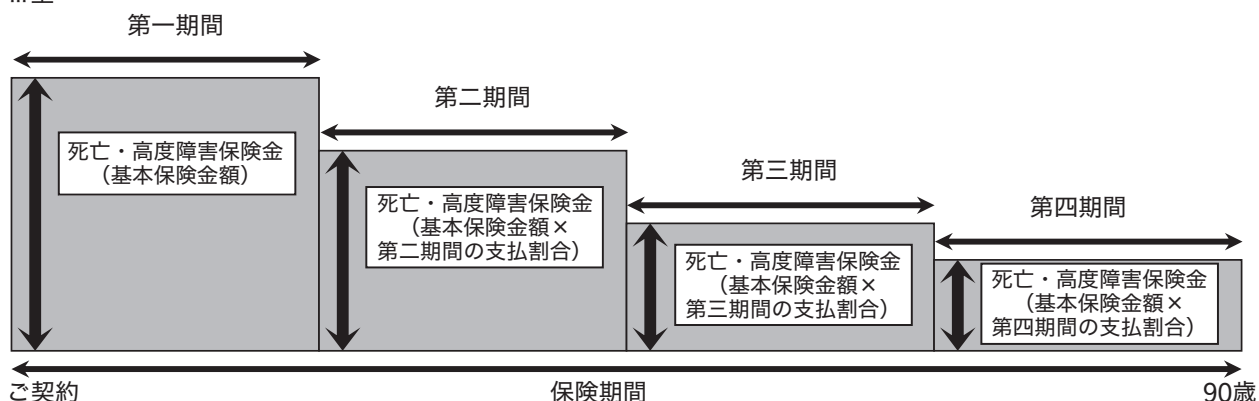 第一期間
死亡・高度障害保険金
（基本保険金額）
第二期間
死亡・高度障害保険金
（基本保険金額×
第二期間の支払割合）
第三期間
死亡・高度障害保険金
（基本保険金額×
第三期間の支払割合）
第四期間
死亡・高度障害保険金
（基本保険金額×
第四期間の支払割合）
ご契約
保険期間
90歳